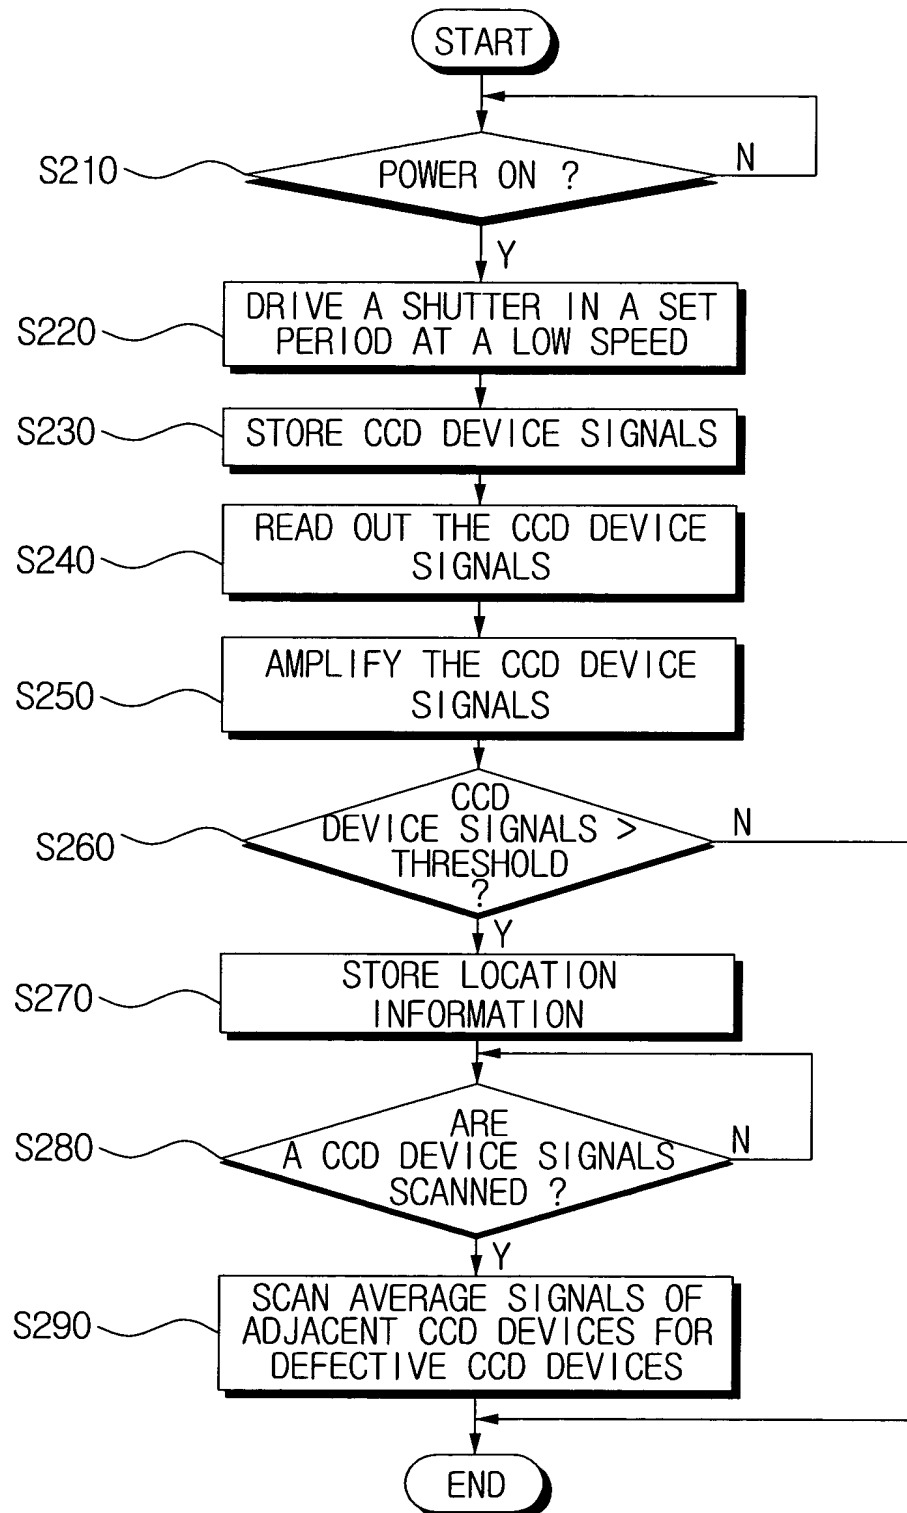 START
S210
POWER ON ?
N
Y
S220
DRIVE A SHUTTER IN A SET
PERIOD AT A LOW SPEED
S230
STORE CCD DEVICE SIGNALS
S240
READ OUT THE CCD DEVICE
SIGNALS
S250
AMPLIFY THE CCD DEVICE
SIGNALS
S260
CCD
DEVICE SIGNALS >
THRESHOLD
?
N
Y
S270
STORE LOCATION
INFORMATION
S280
ARE
A CCD DEVICE SIGNALS
SCANNED ?
N
Y
S290
SCAN AVERAGE SIGNALS OF
ADJACENT CCD DEVICES FOR
DEFECTIVE CCD DEVICES
END